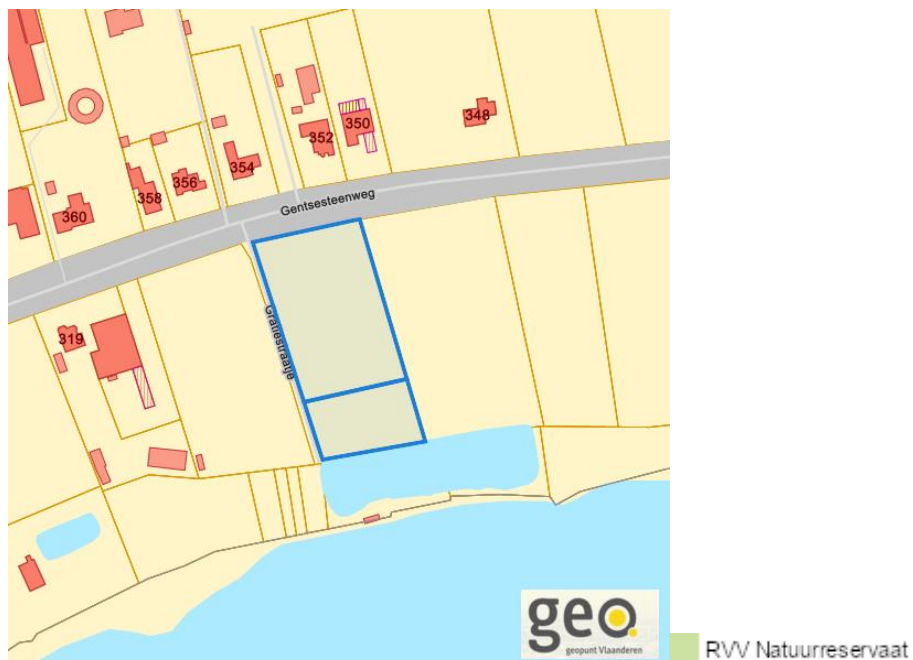 348
350
352
354
356
358
360
Gentsesteenweg
Gratiestraatje
319
geo.
geopunt Vlaanderen
RVV Natuurreservaat